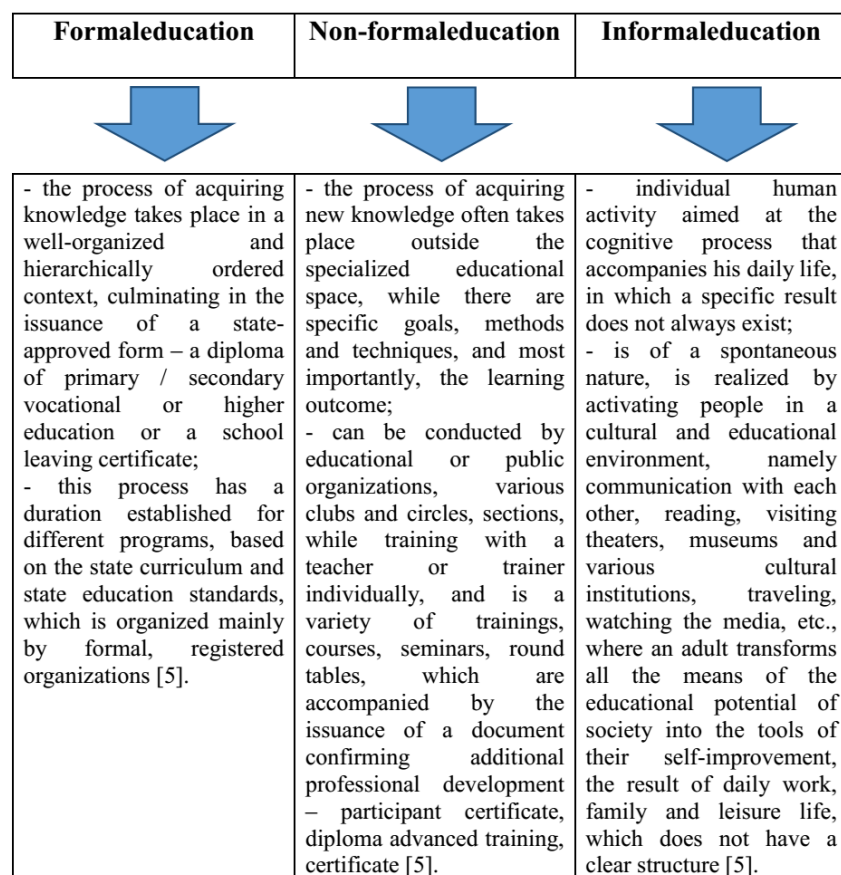 Formaleducation
Non-formaleducation
Informaleducation
- the process of acquiring
knowledge takes place in a
well-organized and
hierarchically ordered
context, culminating in the
issuance of a state-
approved form – a diploma
of primary / secondary
vocational or higher
education or a school
leaving certificate;
- this process has a
duration established for
different programs, based
on the state curriculum and
state education standards,
which is organized mainly
by formal, registered
organizations [5].
- the process of acquiring
new knowledge often takes
place outside the
specialized educational
space, while there are
specific goals, methods
and techniques, and most
importantly, the learning
outcome;
- can be conducted by
educational or public
organizations, various
clubs and circles, sections,
while training with a
teacher or trainer
individually, and is a
variety of trainings,
courses, seminars, round
tables, which are
accompanied by the
issuance of a document
confirming additional
professional development
– participant certificate,
diploma advanced training,
certificate [5].
- individual human
activity aimed at the
cognitive process that
accompanies his daily life,
in which a specific result
does not always exist;
- is of a spontaneous
nature, is realized by
activating people in a
cultural and educational
environment, namely
communication with each
other, reading, visiting
theaters, museums and
various cultural
institutions, traveling,
watching the media, etc.,
where an adult transforms
all the means of the
educational potential of
society into the tools of
their self-improvement,
the result of daily work,
family and leisure life,
which does not have a
clear structure [5].